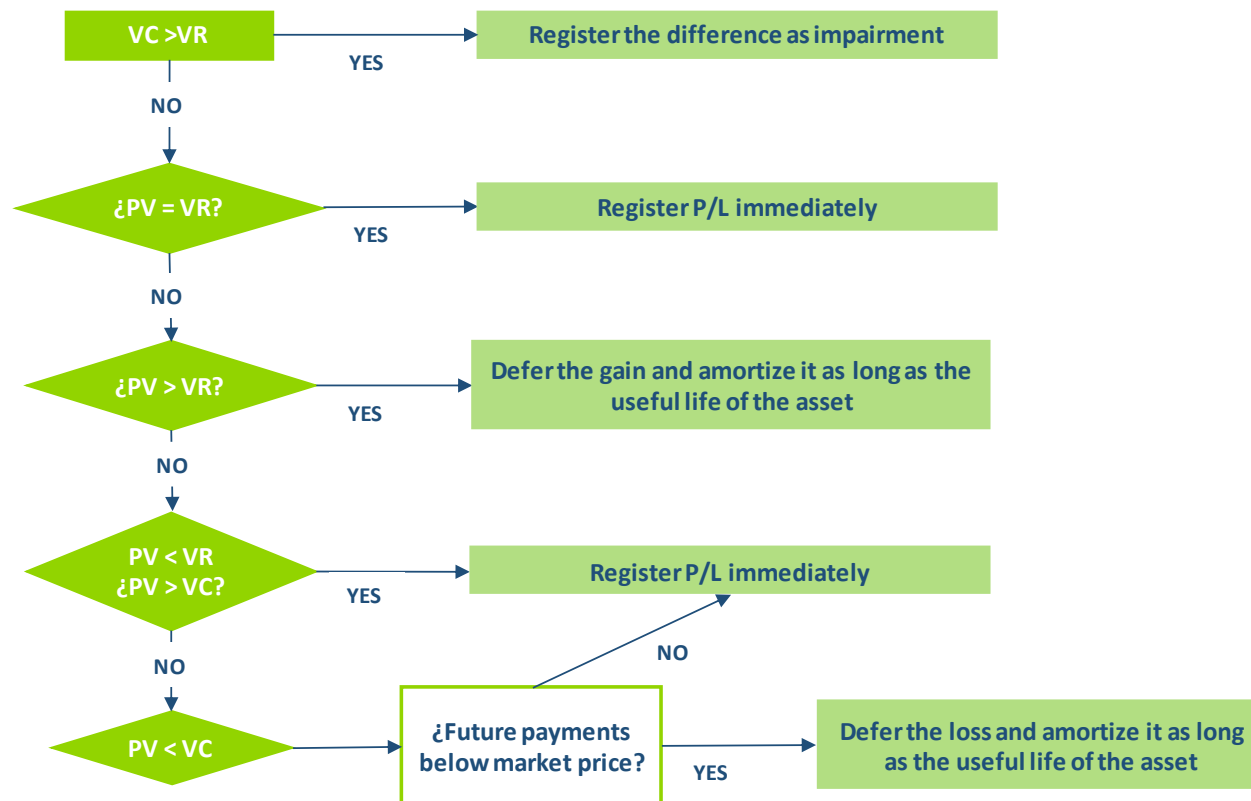 VC >VR
Register the difference as impairment
YES
NO
¿PV = VR?
Register P/L immediately
YES
NO
¿PV > VR?
Defer the gain and amortize it as long as the
useful life of the asset
YES
NO
PV < VR
¿PV > VC?
Register P/L immediately
YES
NO
NO
PV < VC
¿Future payments
below market price?
YES
Defer the loss and amortize it as long
as the useful life of the asset